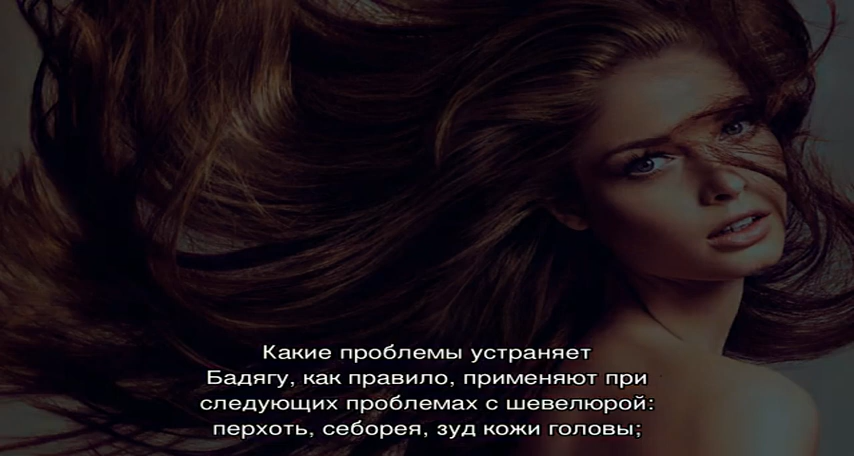 Какие проблемы устраняет
Бадягу, как правило, применяют при
следующих проблемах с шевелюрой:
перхоть, себорея, зуд кожи головы;